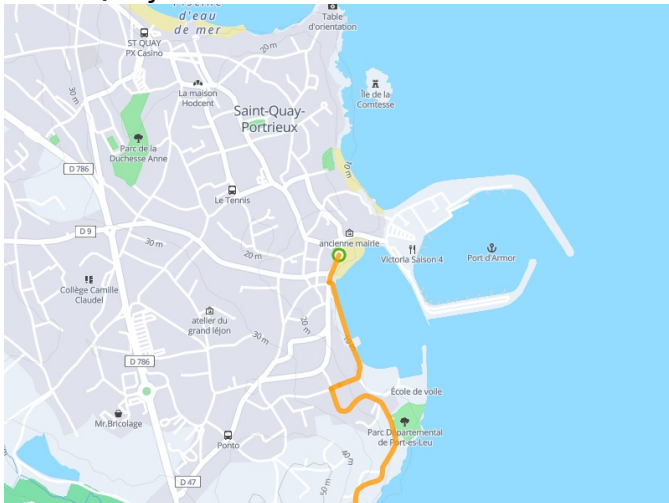 d'eau
de mer
Table
d'orientation
20 m
ST QUAY
PX Casino
La maison
Hodcent
Île de la
Comtesse
30 m
Saint-Quay-
Portrieux
Parc de la
Duchesse Anne
10 m
D 786
Le Tennis
D 9
30 m
20 m
ancienne mairie
Victoria Saison 4
Port d'Armor
Collège Camille
Claudel
atelier du
grand léjon
20 m
30 m
D 786
École de voile
Mr.Bricolage
Ponto
Parc Départemental
de Port-es-Leu
40 m
D 47
50 m